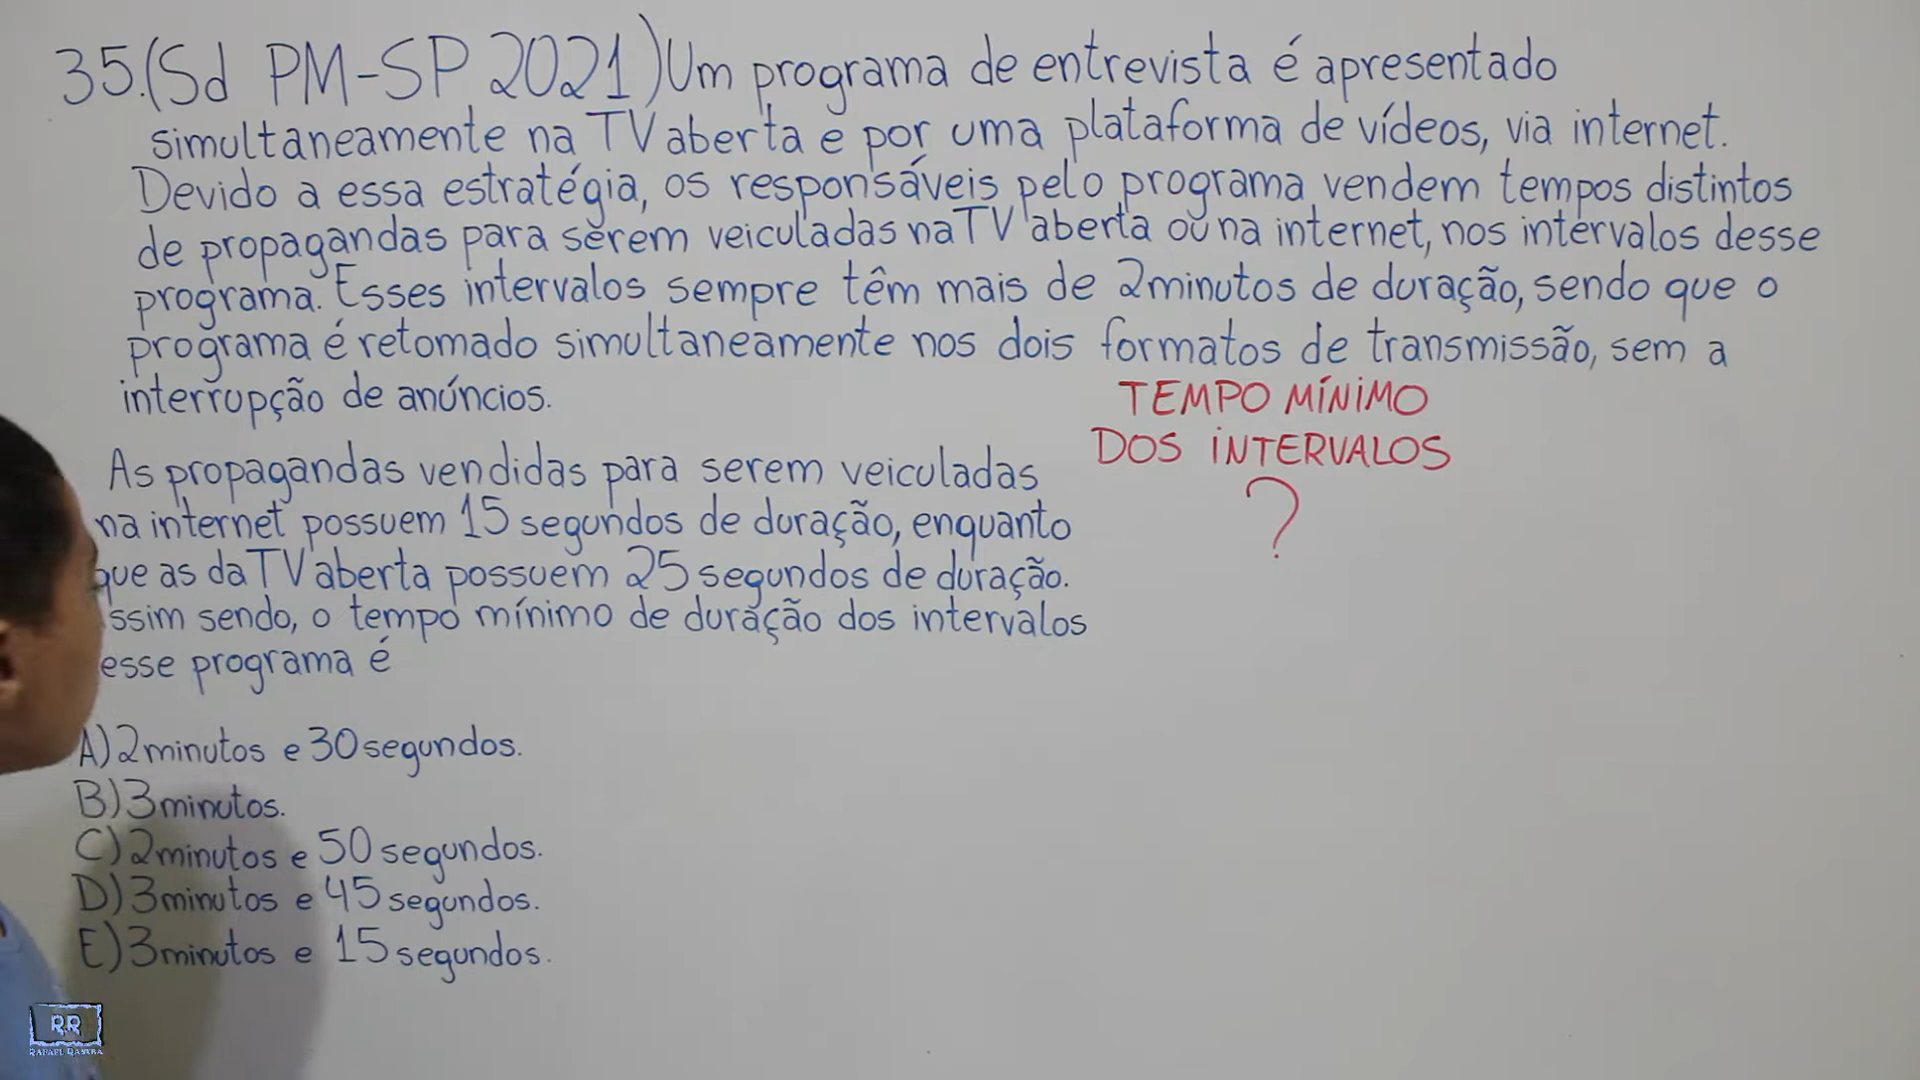 35.(Sd PM-SP 2021) Um programa de entrevista é apresentado
simultaneamente na TV aberta e por uma plataforma de vídeos, via internet.
Devido a essa estratégia, os responsáveis pelo programa vendem tempos distintos
de propagandas para serem veiculadas na TV aberta ou na internet, nos intervalos desse
programa. Esses intervalos sempre têm mais de 2 minutos de duração, sendo que o
programa é retomado simultaneamente nos dois formatos de transmissão, sem a
interrupção de anúncios.
TEMPO MÍNIMO
DOS INTERVALOS
?
As propagandas vendidas para serem veiculadas
na internet possuem 15 segundos de duração, enquanto
que as da TV aberta possuem 25 segundos de duração.
ssim sendo, o tempo mínimo de duração dos intervalos
esse programa é
A) 2 minutos e 30 segundos.
B) 3 minutos.
C) 2 minutos e 50 segundos.
D) 3 minutos e 45 segundos.
E) 3 minutos e 15 segundos.
RR